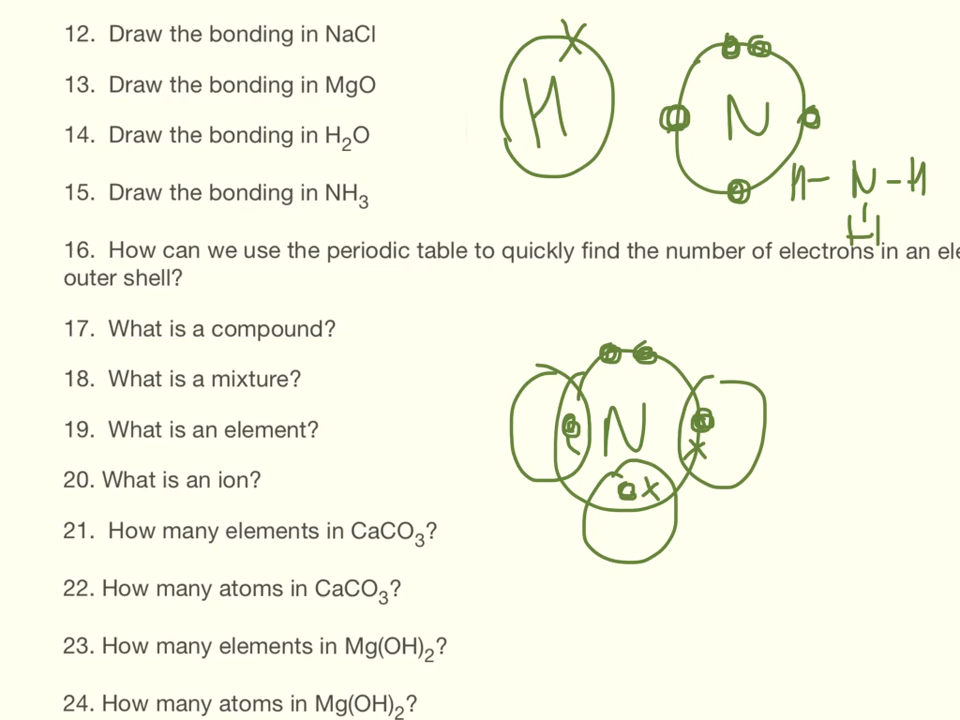 12. Draw the bonding in NaCl
13. Draw the bonding in MgO
14. Draw the bonding in H₂O
15. Draw the bonding in NH₃
16. How can we use the periodic table to quickly find the number of electrons in an ele
outer shell?
17. What is a compound?
18. What is a mixture?
19. What is an element?
20. What is an ion?
21. How many elements in CaCO₃?
22. How many atoms in CaCO₃?
23. How many elements in Mg(OH)₂?
24. How many atoms in Mg(OH)₂?
H
N
H- N -H
H
N